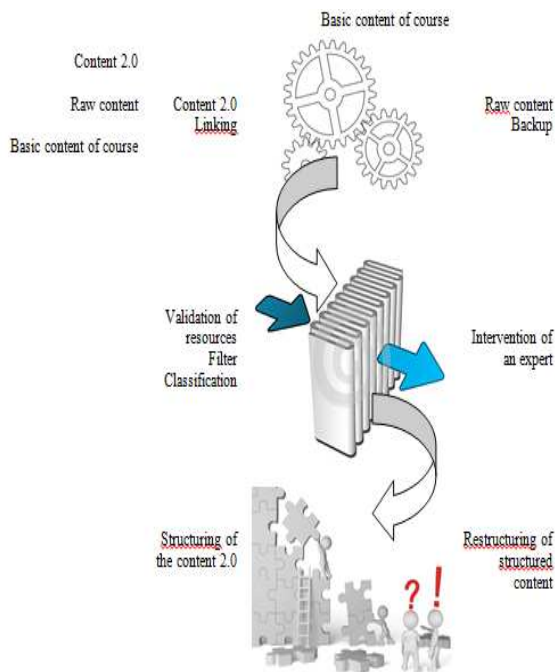 Basic content of course
Content 2.0
Raw content
Basic content of course
Content 2.0
Linking
Raw content
Backup
Validation of
resources
Filter
Classification
Intervention of
an expert
Structuring of
the content 2.0
Restructuring of
structured
content
? !